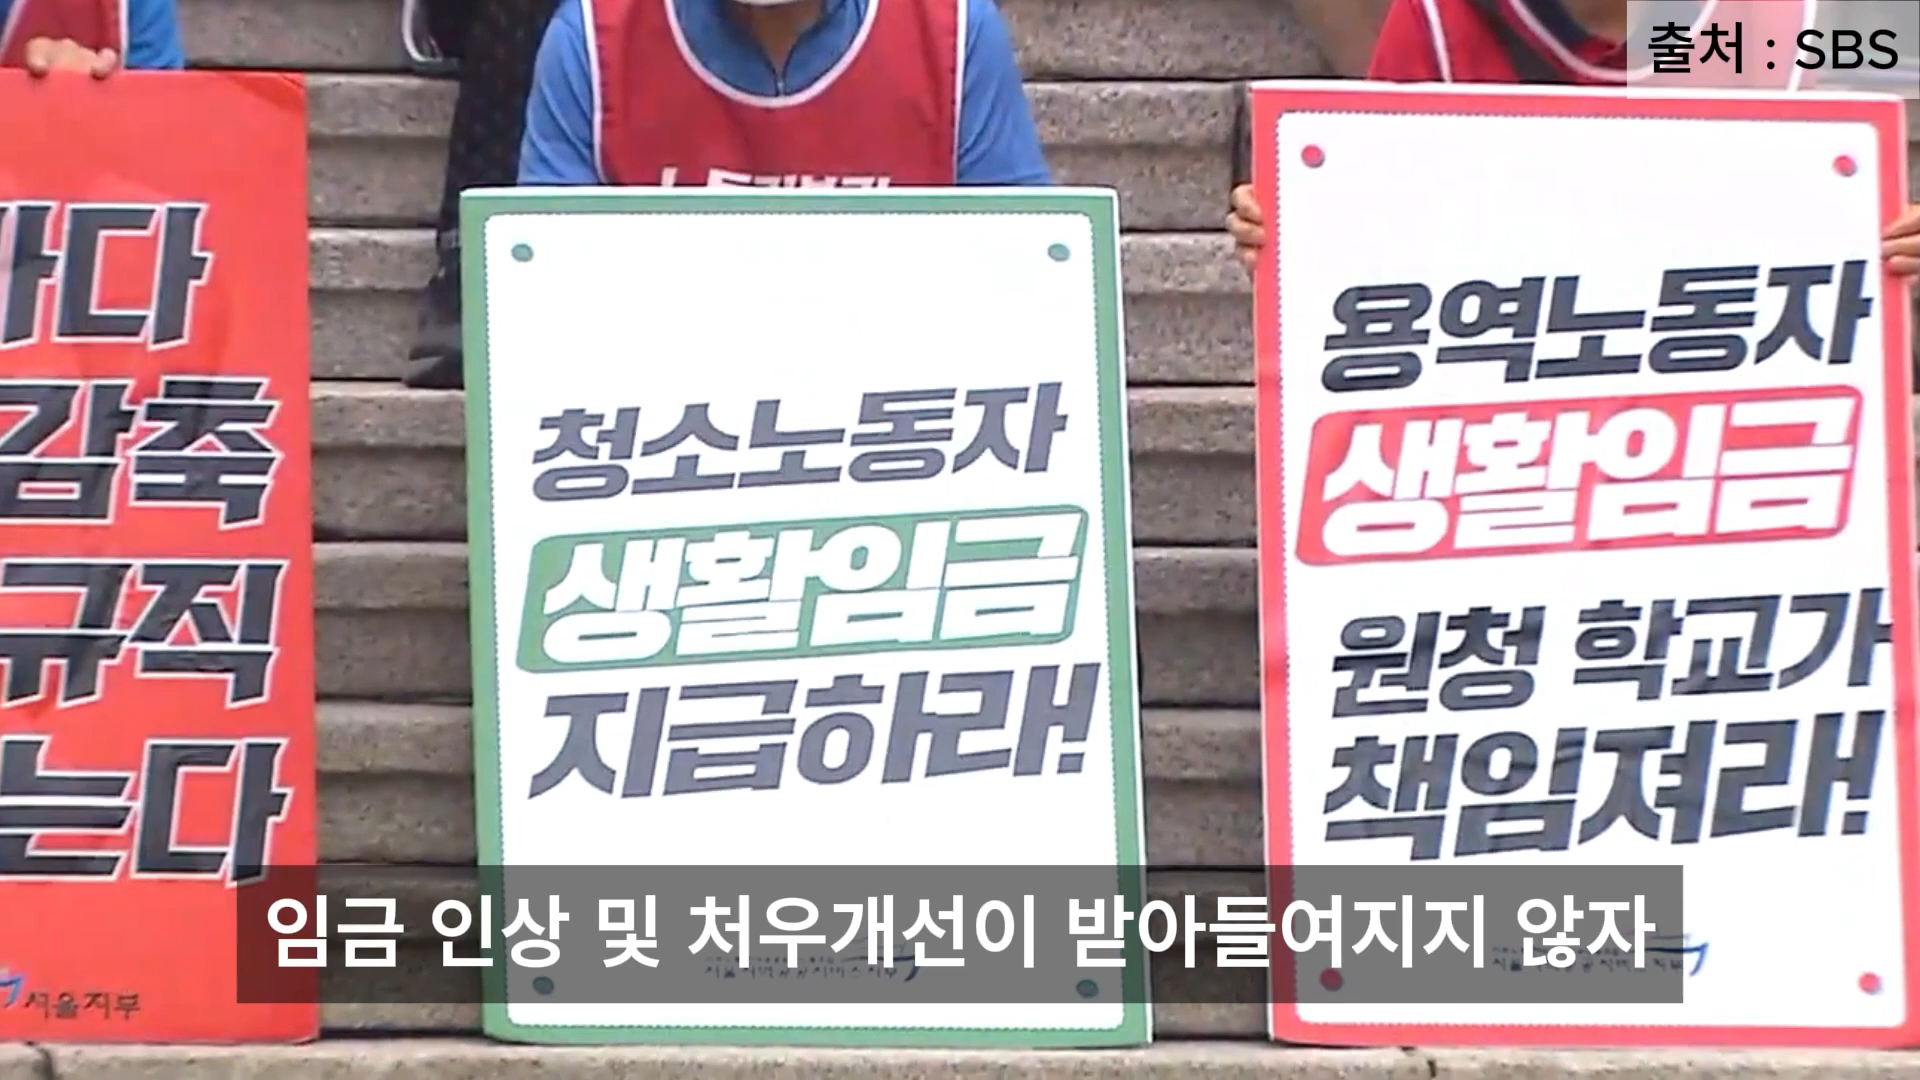 출처 : SBS
감축
규직
는다
서울지부
청소노동자
생활임금
지급하라!
용역노동자
생활임금
원청 학교가
책임져라!
임금 인상 및 처우개선이 받아들여지지 않자